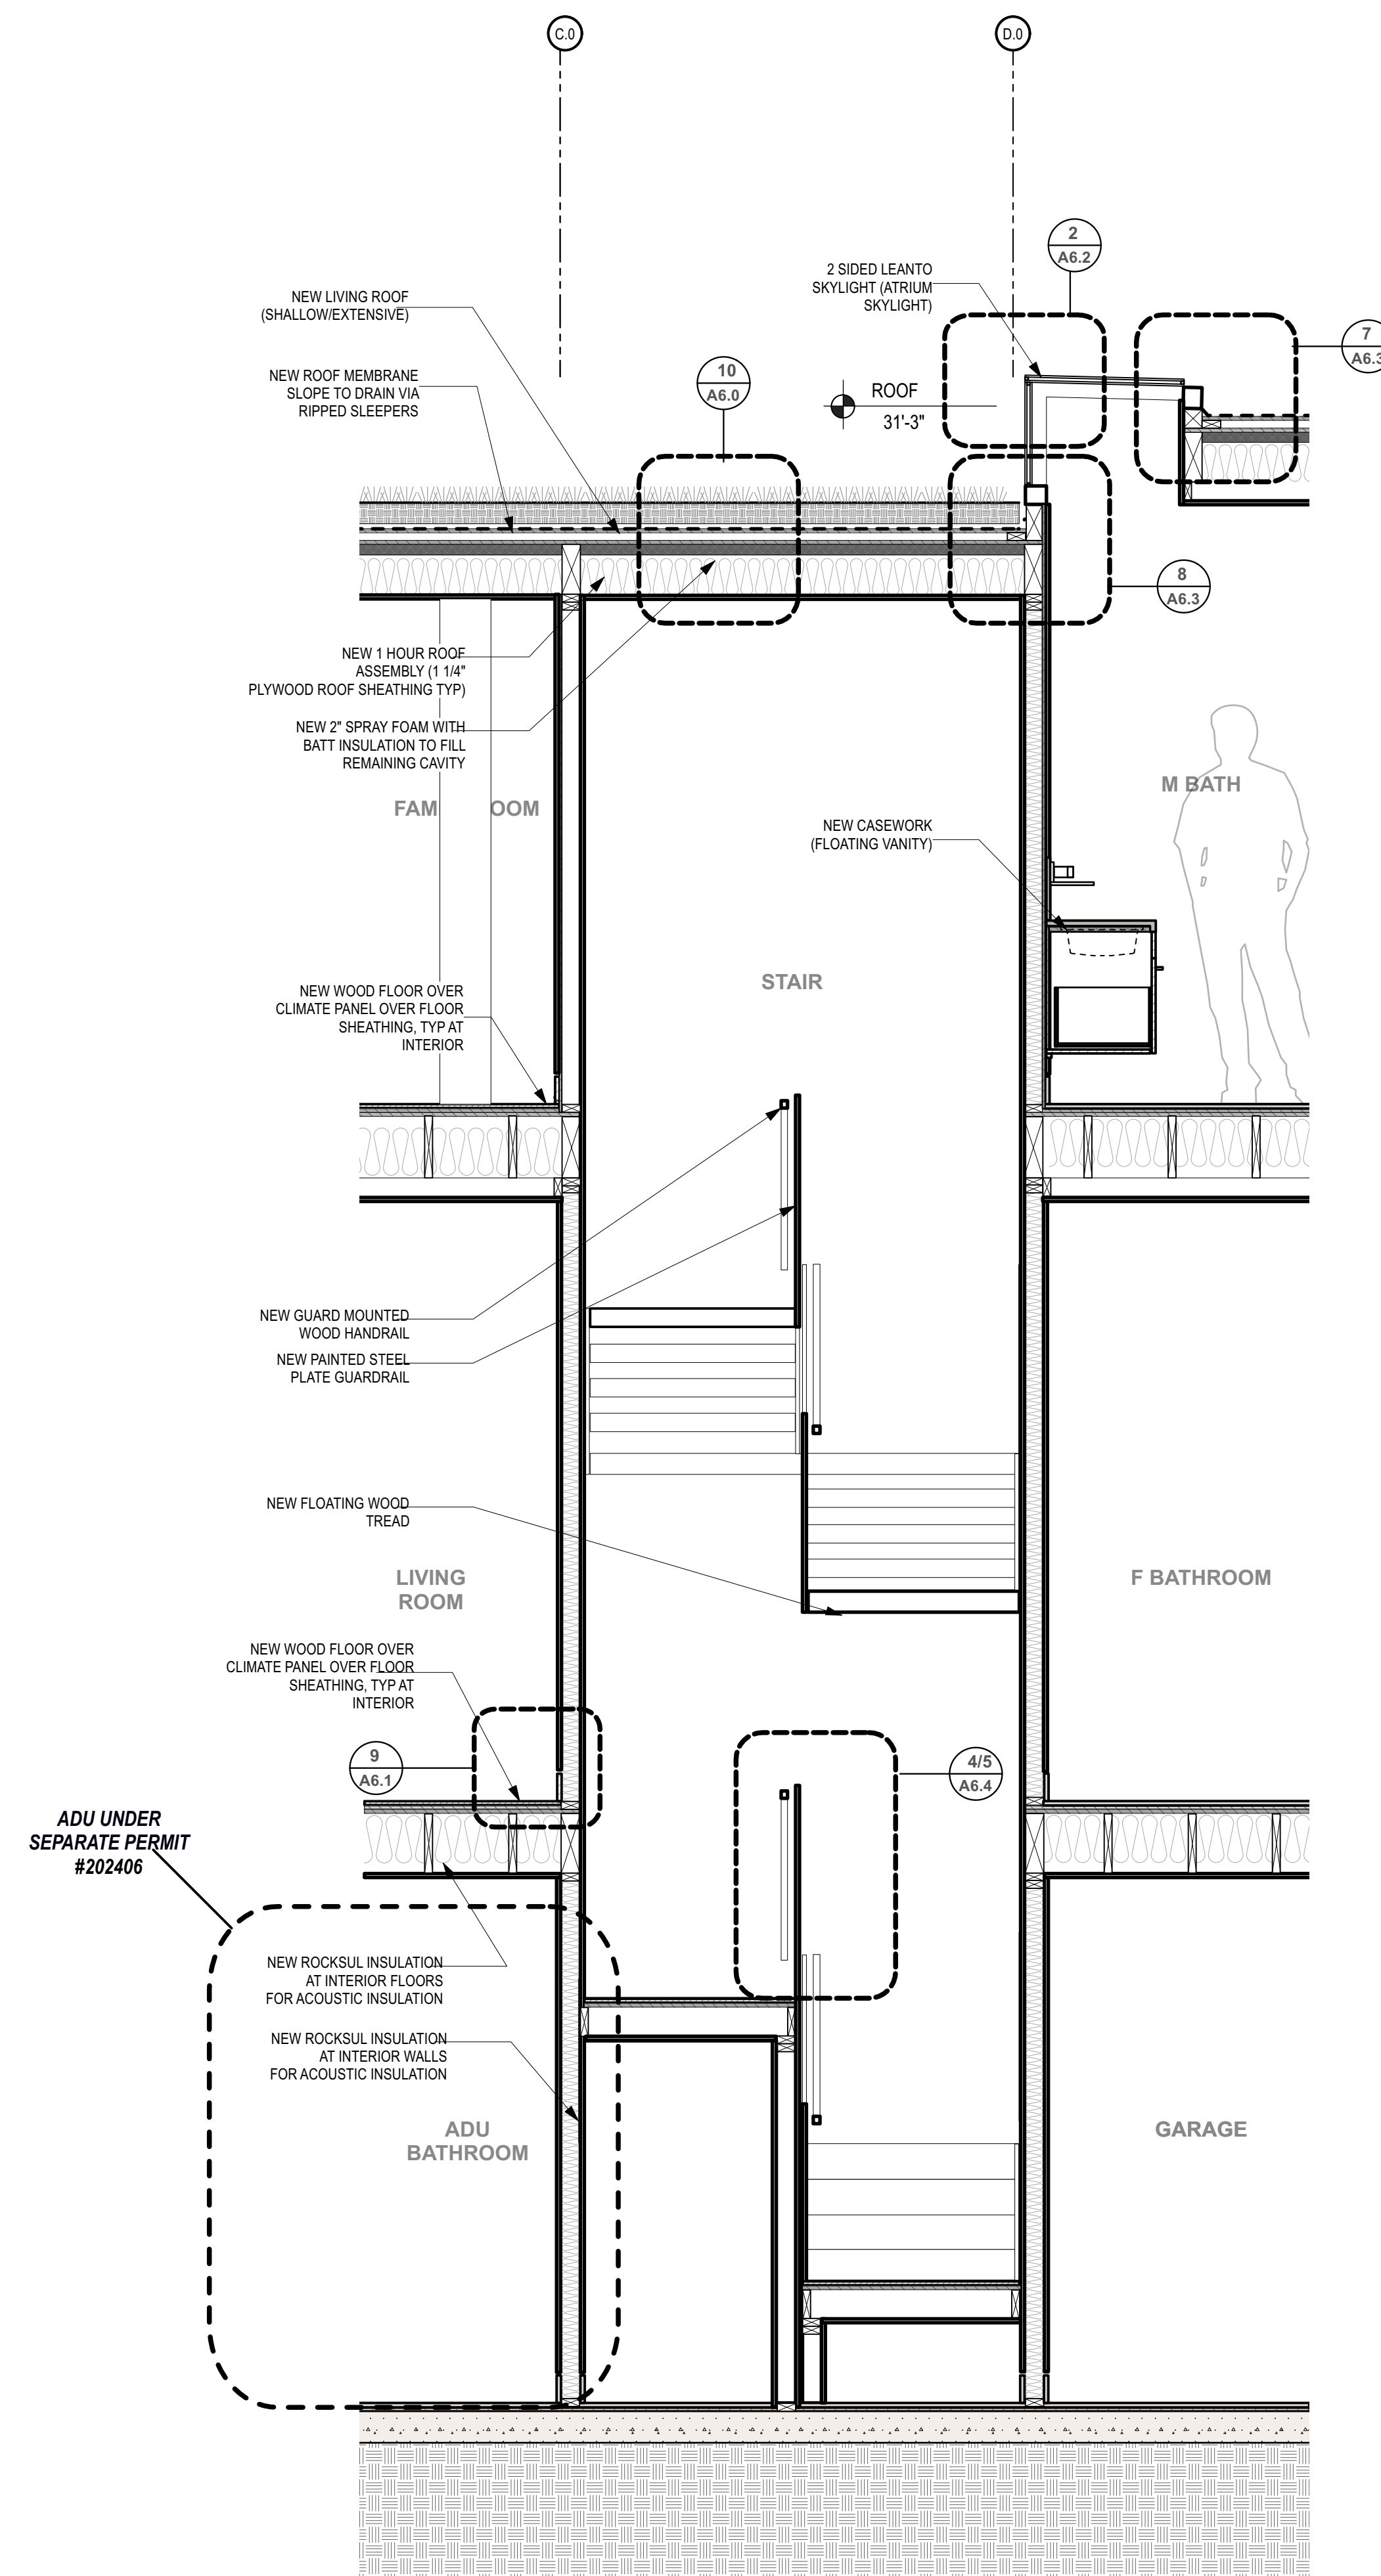 C.0
D.0
2
A6.2
2 SIDED LEANTO
SKYLIGHT (ATRIUM
SKYLIGHT)
NEW LIVING ROOF
(SHALLOW/EXTENSIVE)
7
A6.3
10
A6.0
NEW ROOF MEMBRANE
SLOPE TO DRAIN VIA
RIPPED SLEEPERS
ROOF
31'-3"
8
A6.3
NEW 1 HOUR ROOF
ASSEMBLY (1 1/4"
PLYWOOD ROOF SHEATHING TYP)
NEW 2" SPRAY FOAM WITH
BATT INSULATION TO FILL
REMAINING CAVITY
FAM OOM
M BATH
NEW CASEWORK
(FLOATING VANITY)
STAIR
NEW WOOD FLOOR OVER
CLIMATE PANEL OVER FLOOR
SHEATHING, TYP AT
INTERIOR
NEW GUARD MOUNTED
WOOD HANDRAIL
NEW PAINTED STEEL
PLATE GUARDRAIL
NEW FLOATING WOOD
TREAD
LIVING
ROOM
F BATHROOM
NEW WOOD FLOOR OVER
CLIMATE PANEL OVER FLOOR
SHEATHING, TYP AT
INTERIOR
9
A6.1
4/5
A6.4
ADU UNDER
SEPARATE PERMIT
#202406
NEW ROCKSUL INSULATION
AT INTERIOR FLOORS
FOR ACOUSTIC INSULATION
NEW ROCKSUL INSULATION
AT INTERIOR WALLS
FOR ACOUSTIC INSULATION
ADU
BATHROOM
GARAGE